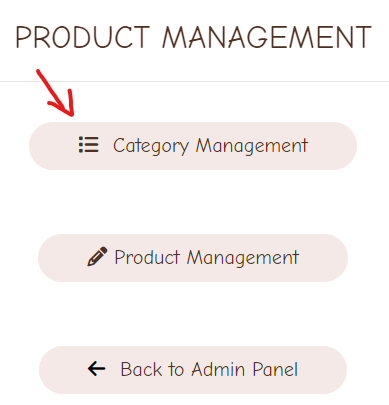 PRODUCT MANAGEMENT
Category Management
Product Management
Back to Admin Panel